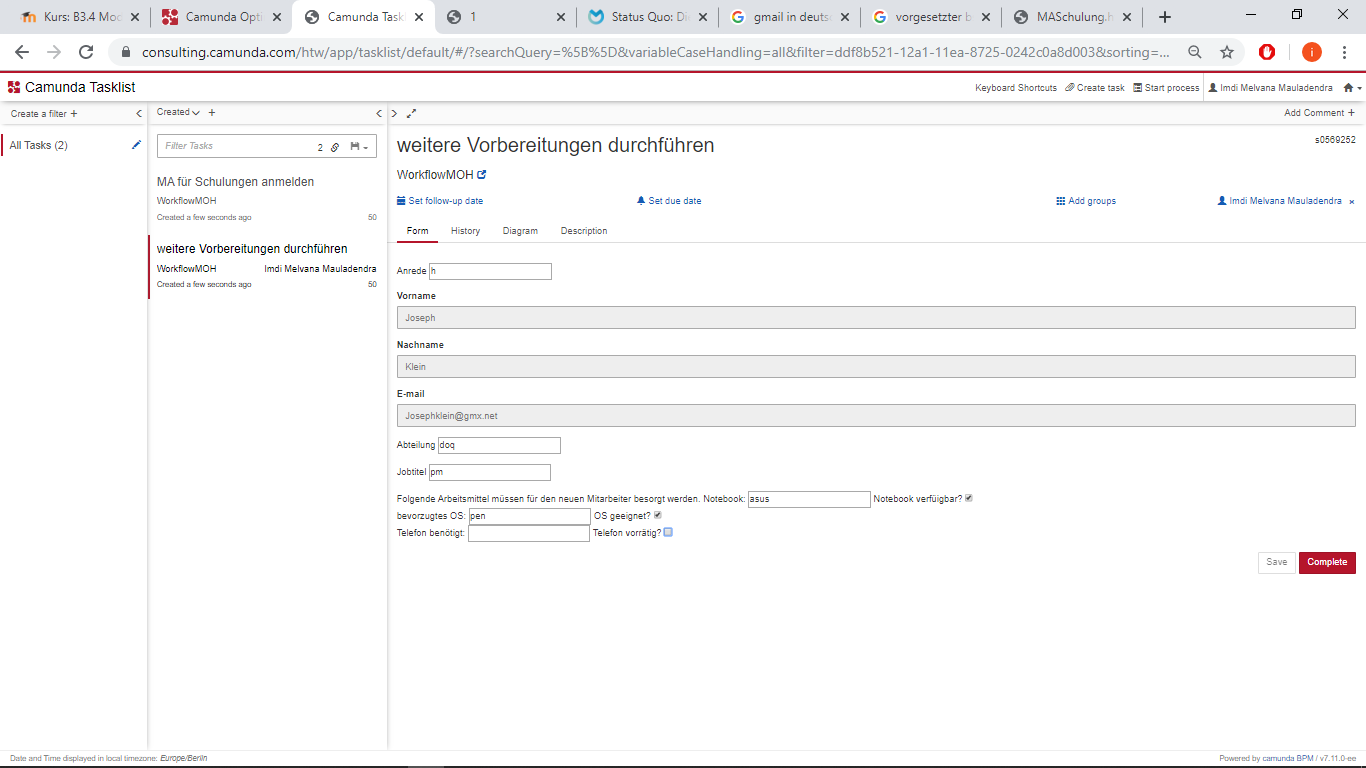 Kurs: B3.4 Moc
Camunda Opti
Camunda Taskl
1
Status Quo: Di
gmail in deuts
vorgesetzter b
MASchulung.h
consulting.camunda.com/htw/app/tasklist/default/#/?searchQuery=%5B%5D&variableCaseHandling=all&filter=ddf8b521-12a1-11ea-8725-0242c0a8d003&sorting=...
i
Camunda Tasklist
Keyboard Shortcuts
Create task
Start process
Imdi Melvana Mauladendra
Create a filter +
Created
Add Comment +
All Tasks (2)
Filter Tasks
2
MA für Schulungen anmelden
WorkflowMOH
Created a few seconds ago
50
weitere Vorbereitungen durchführen
WorkflowMOH
Imdi Melvana Mauladendra
Created a few seconds ago
50
weitere Vorbereitungen durchführen
s0569252
WorkflowMOH
Set follow-up date
Set due date
Add groups
Imdi Melvana Mauladendra ×
Form
History
Diagram
Description
Anrede h
Vorname
Joseph
Nachname
Klein
E-mail
Josephklein@gmx.net
Abteilung doq
Jobtitel pm
Folgende Arbeitsmittel müssen für den neuen Mitarbeiter besorgt werden. Notebook: asus Notebook verfüigbar?
bevorzugtes OS: pen OS geeignet?
Telefon benötigt: Telefon vorrätig?
Save
Complete
Date and Time displayed in local timezone: Europe/Berlin
Powered by camunda BPM / v7.11.0-ee